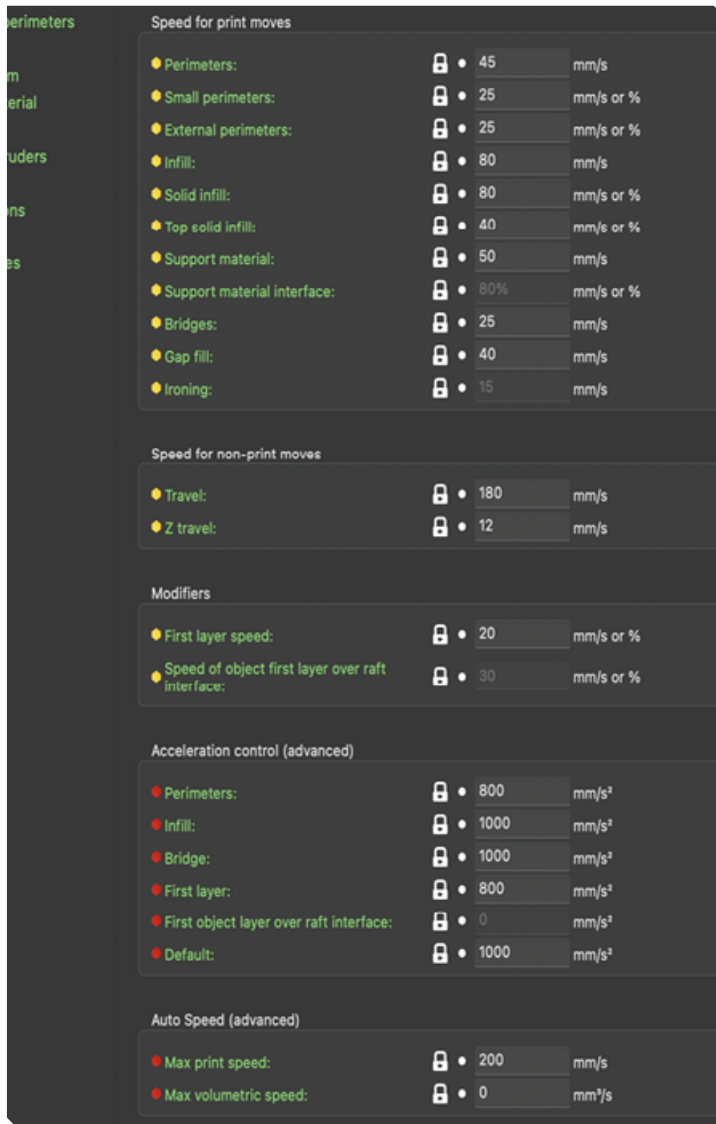 perimeters
m
erial
ruders
ons
es
Speed for print moves
Perimeters: 45 mm/s
Small perimeters: 25 mm/s or %
External perimeters: 25 mm/s or %
Infill: 80 mm/s
Solid infill: 80 mm/s or %
Top solid infill: 40 mm/s or %
Support material: 50 mm/s
Support material interface: 80% mm/s or %
Bridges: 25 mm/s
Gap fill: 40 mm/s
Ironing: 15 mm/s
Speed for non-print moves
Travel: 180 mm/s
Z travel: 12 mm/s
Modifiers
First layer speed: 20 mm/s or %
Speed of object first layer over raft
interface: 30 mm/s or %
Acceleration control (advanced)
Perimeters: 800 mm/s²
Infill: 1000 mm/s²
Bridge: 1000 mm/s²
First layer: 800 mm/s²
First object layer over raft interface: 0 mm/s²
Default: 1000 mm/s²
Auto Speed (advanced)
Max print speed: 200 mm/s
Max volumetric speed: 0 mm³/s